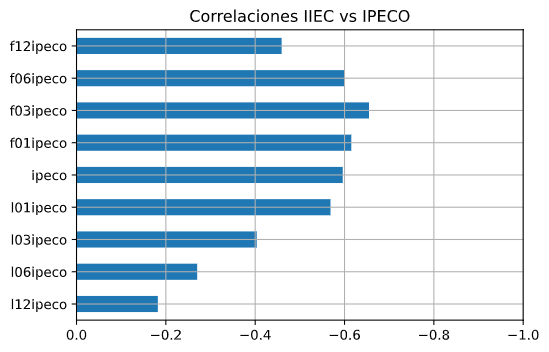 Correlaciones IIEC vs IPECO
f12ipeco
f06ipeco
f03ipeco
f01ipeco
ipeco
l01ipeco
l03ipeco
l06ipeco
l12ipeco
0.0 −0.2 −0.4 −0.6 −0.8 −1.0